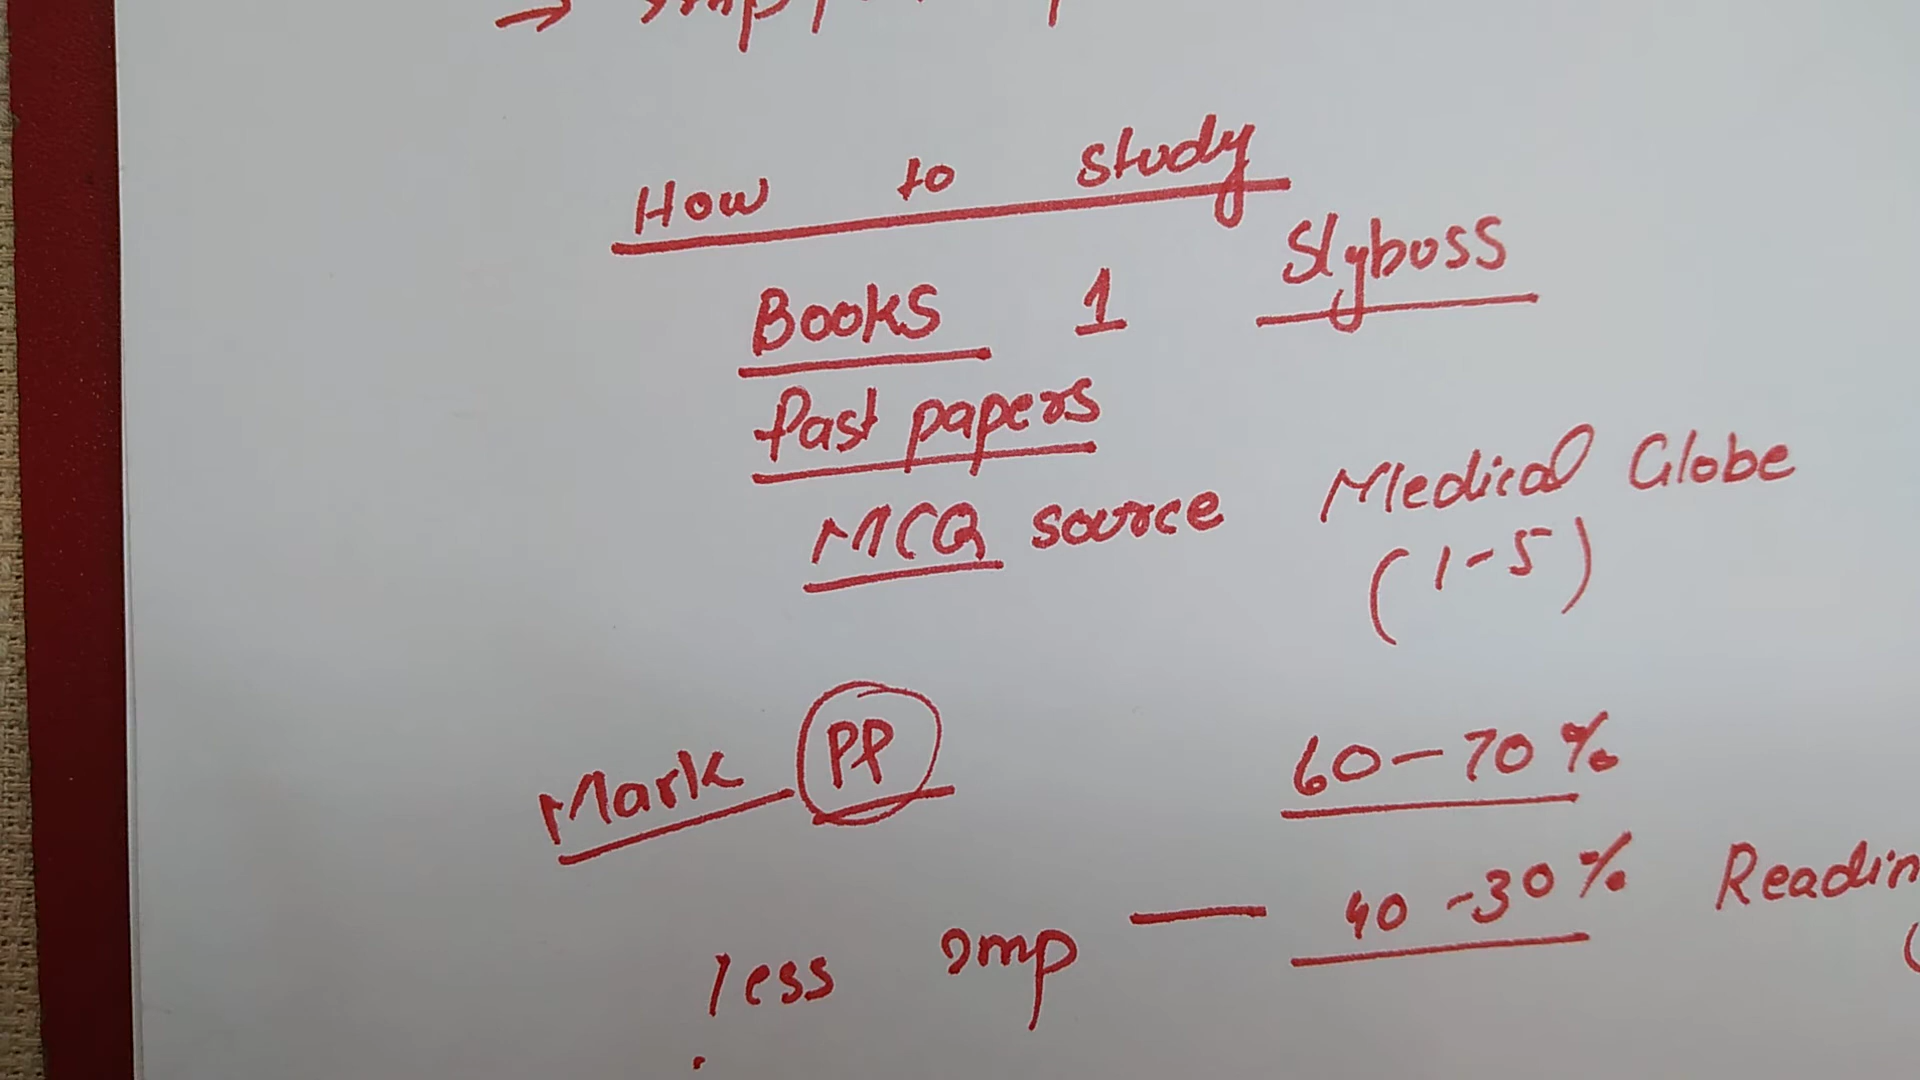 How to study
Books 1 Slyboss
Past papers
MCQ source Medical Globe
(1-5)
Mark PP 60-70%
less Imp — 40-30% Readin